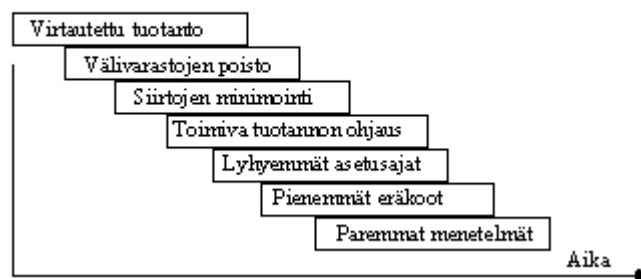 Virtautettu tuotanto
Välivarastojen poisto
Siirtojen minimointi
Toimiva tuotannon ohjaus
Lyhyemmät asetusajat
Pienemmät eräkoot
Paremmat menetelmät
Aika